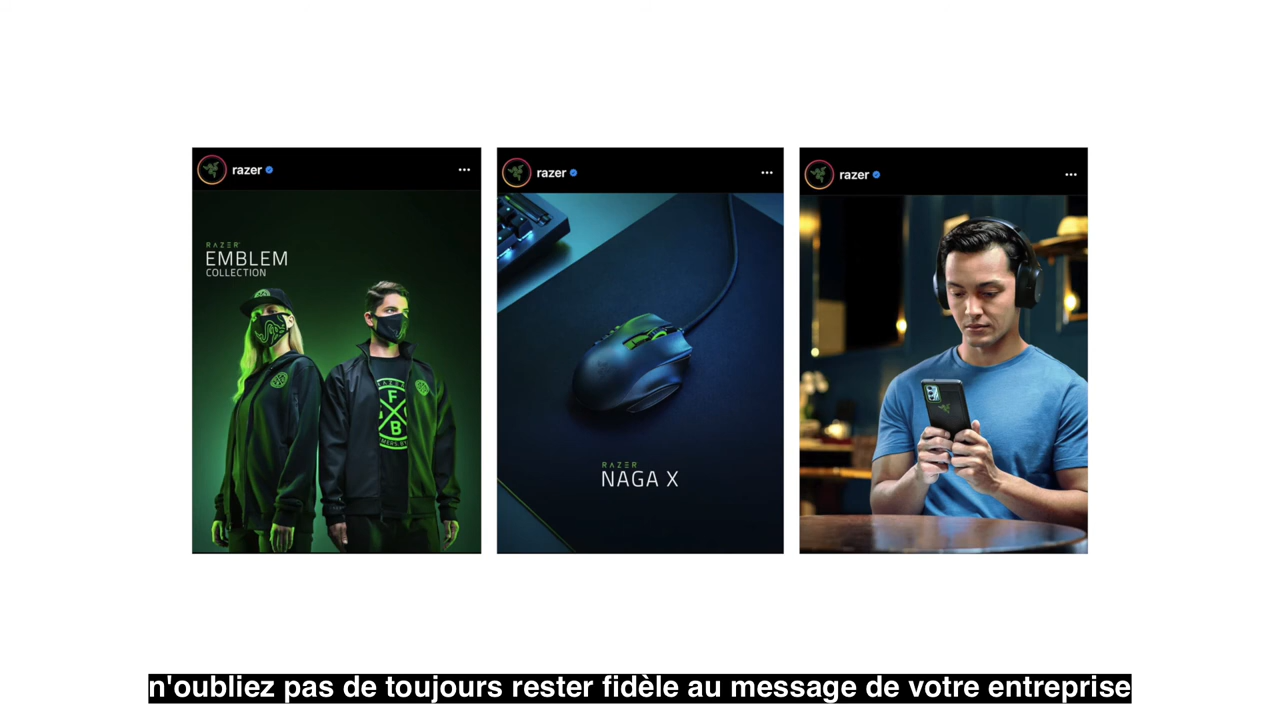 razer
RAZER
EMBLEM
COLLECTION
F
B
razer
RAZER
NAGA X
razer
n'oubliez pas de toujours rester fidèle au message de votre entreprise